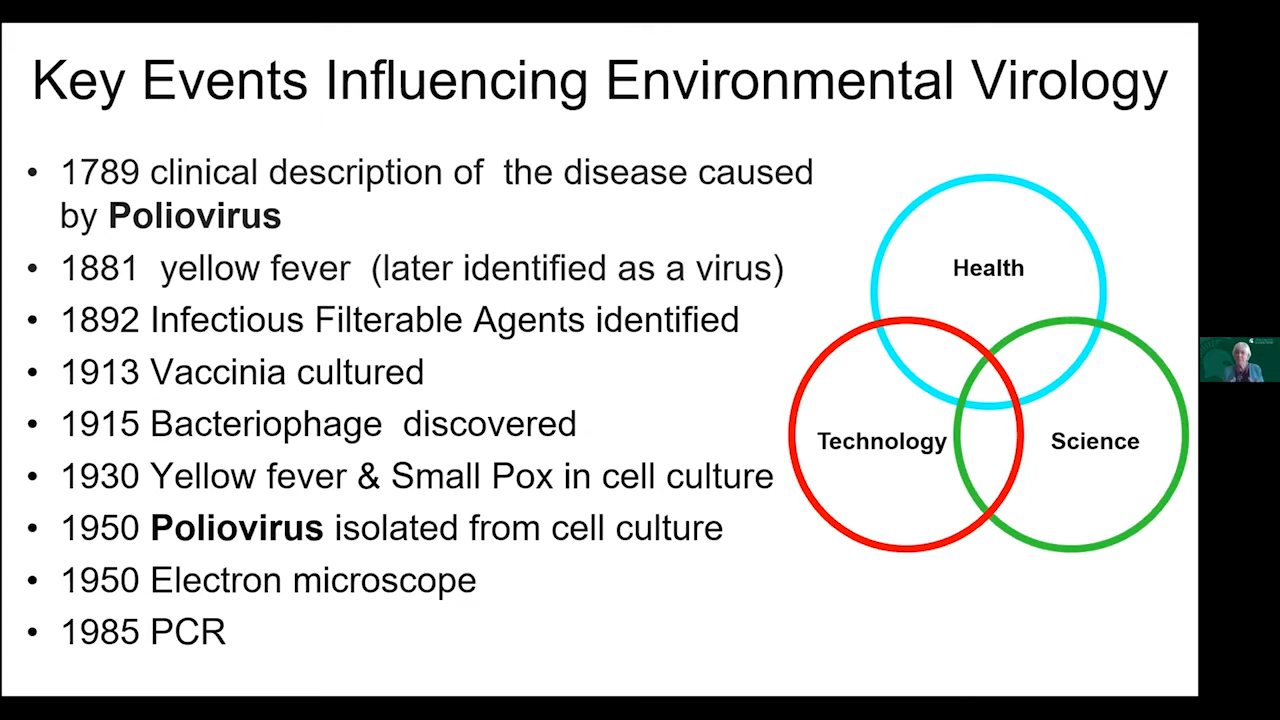 Key Events Influencing Environmental Virology
• 1789 clinical description of  the disease caused
by Poliovirus
• 1881  yellow fever  (later identified as a virus)
• 1892 Infectious Filterable Agents identified
• 1913 Vaccinia cultured
• 1915 Bacteriophage  discovered
• 1930 Yellow fever & Small Pox in cell culture
• 1950 Poliovirus isolated from cell culture
• 1950 Electron microscope
• 1985 PCR
Health
Technology
Science